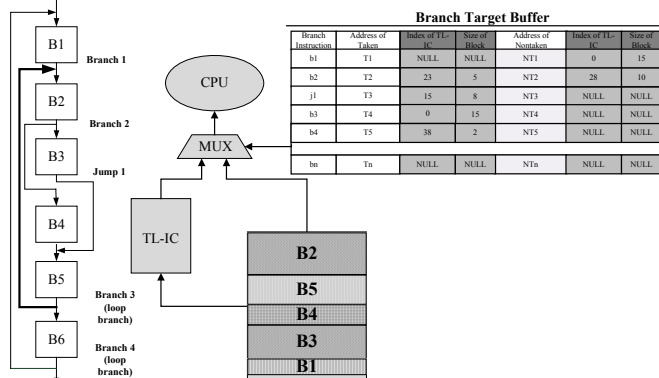 Branch Target Buffer
Branch Instruction Address of Taken Index of TL-IC Size of Block Address of Nontaken Index of TL-IC Size of Block
b1 T1 NULL NULL NT1 0 15
b2 T2 23 5 NT2 28 10
j1 T3 15 8 NT3 NULL NULL
b3 T4 0 15 NT4 NULL NULL
b4 T5 38 2 NT5 NULL NULL
bn Tn NULL NULL NTn NULL NULL
B1
Branch 1
B2
Branch 2
B3
Jump 1
B4
B5
Branch 3
(loop
branch)
B6
Branch 4
(loop
branch)
CPU
MUX
TL-IC
B2
B5
B4
B3
B1